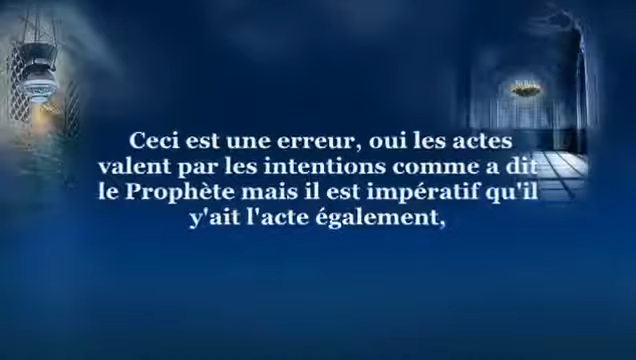 Ceci est une erreur, oui les actes
valent par les intentions comme a dit
le Prophète mais il est impératif qu'il
y'ait l'acte également,